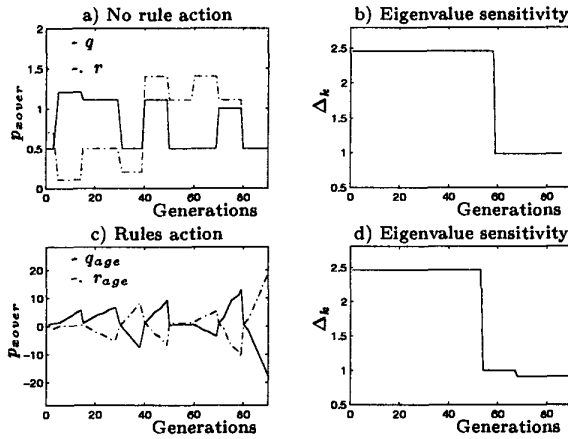 a) No rule action
q
r
p_xover
2
1.5
1
0.5
0
0 20 40 60 80
Generations
b) Eigenvalue sensitivity
Δ_k
2.5
2
1.5
1
0.5
0 20 40 60 80
Generations
c) Rules action
q_age
r_age
p_xover
20
10
0
-10
-20
0 20 40 60 80
Generations
d) Eigenvalue sensitivity
Δ_k
2.5
2
1.5
1
0.5
0 20 40 60 80
Generations